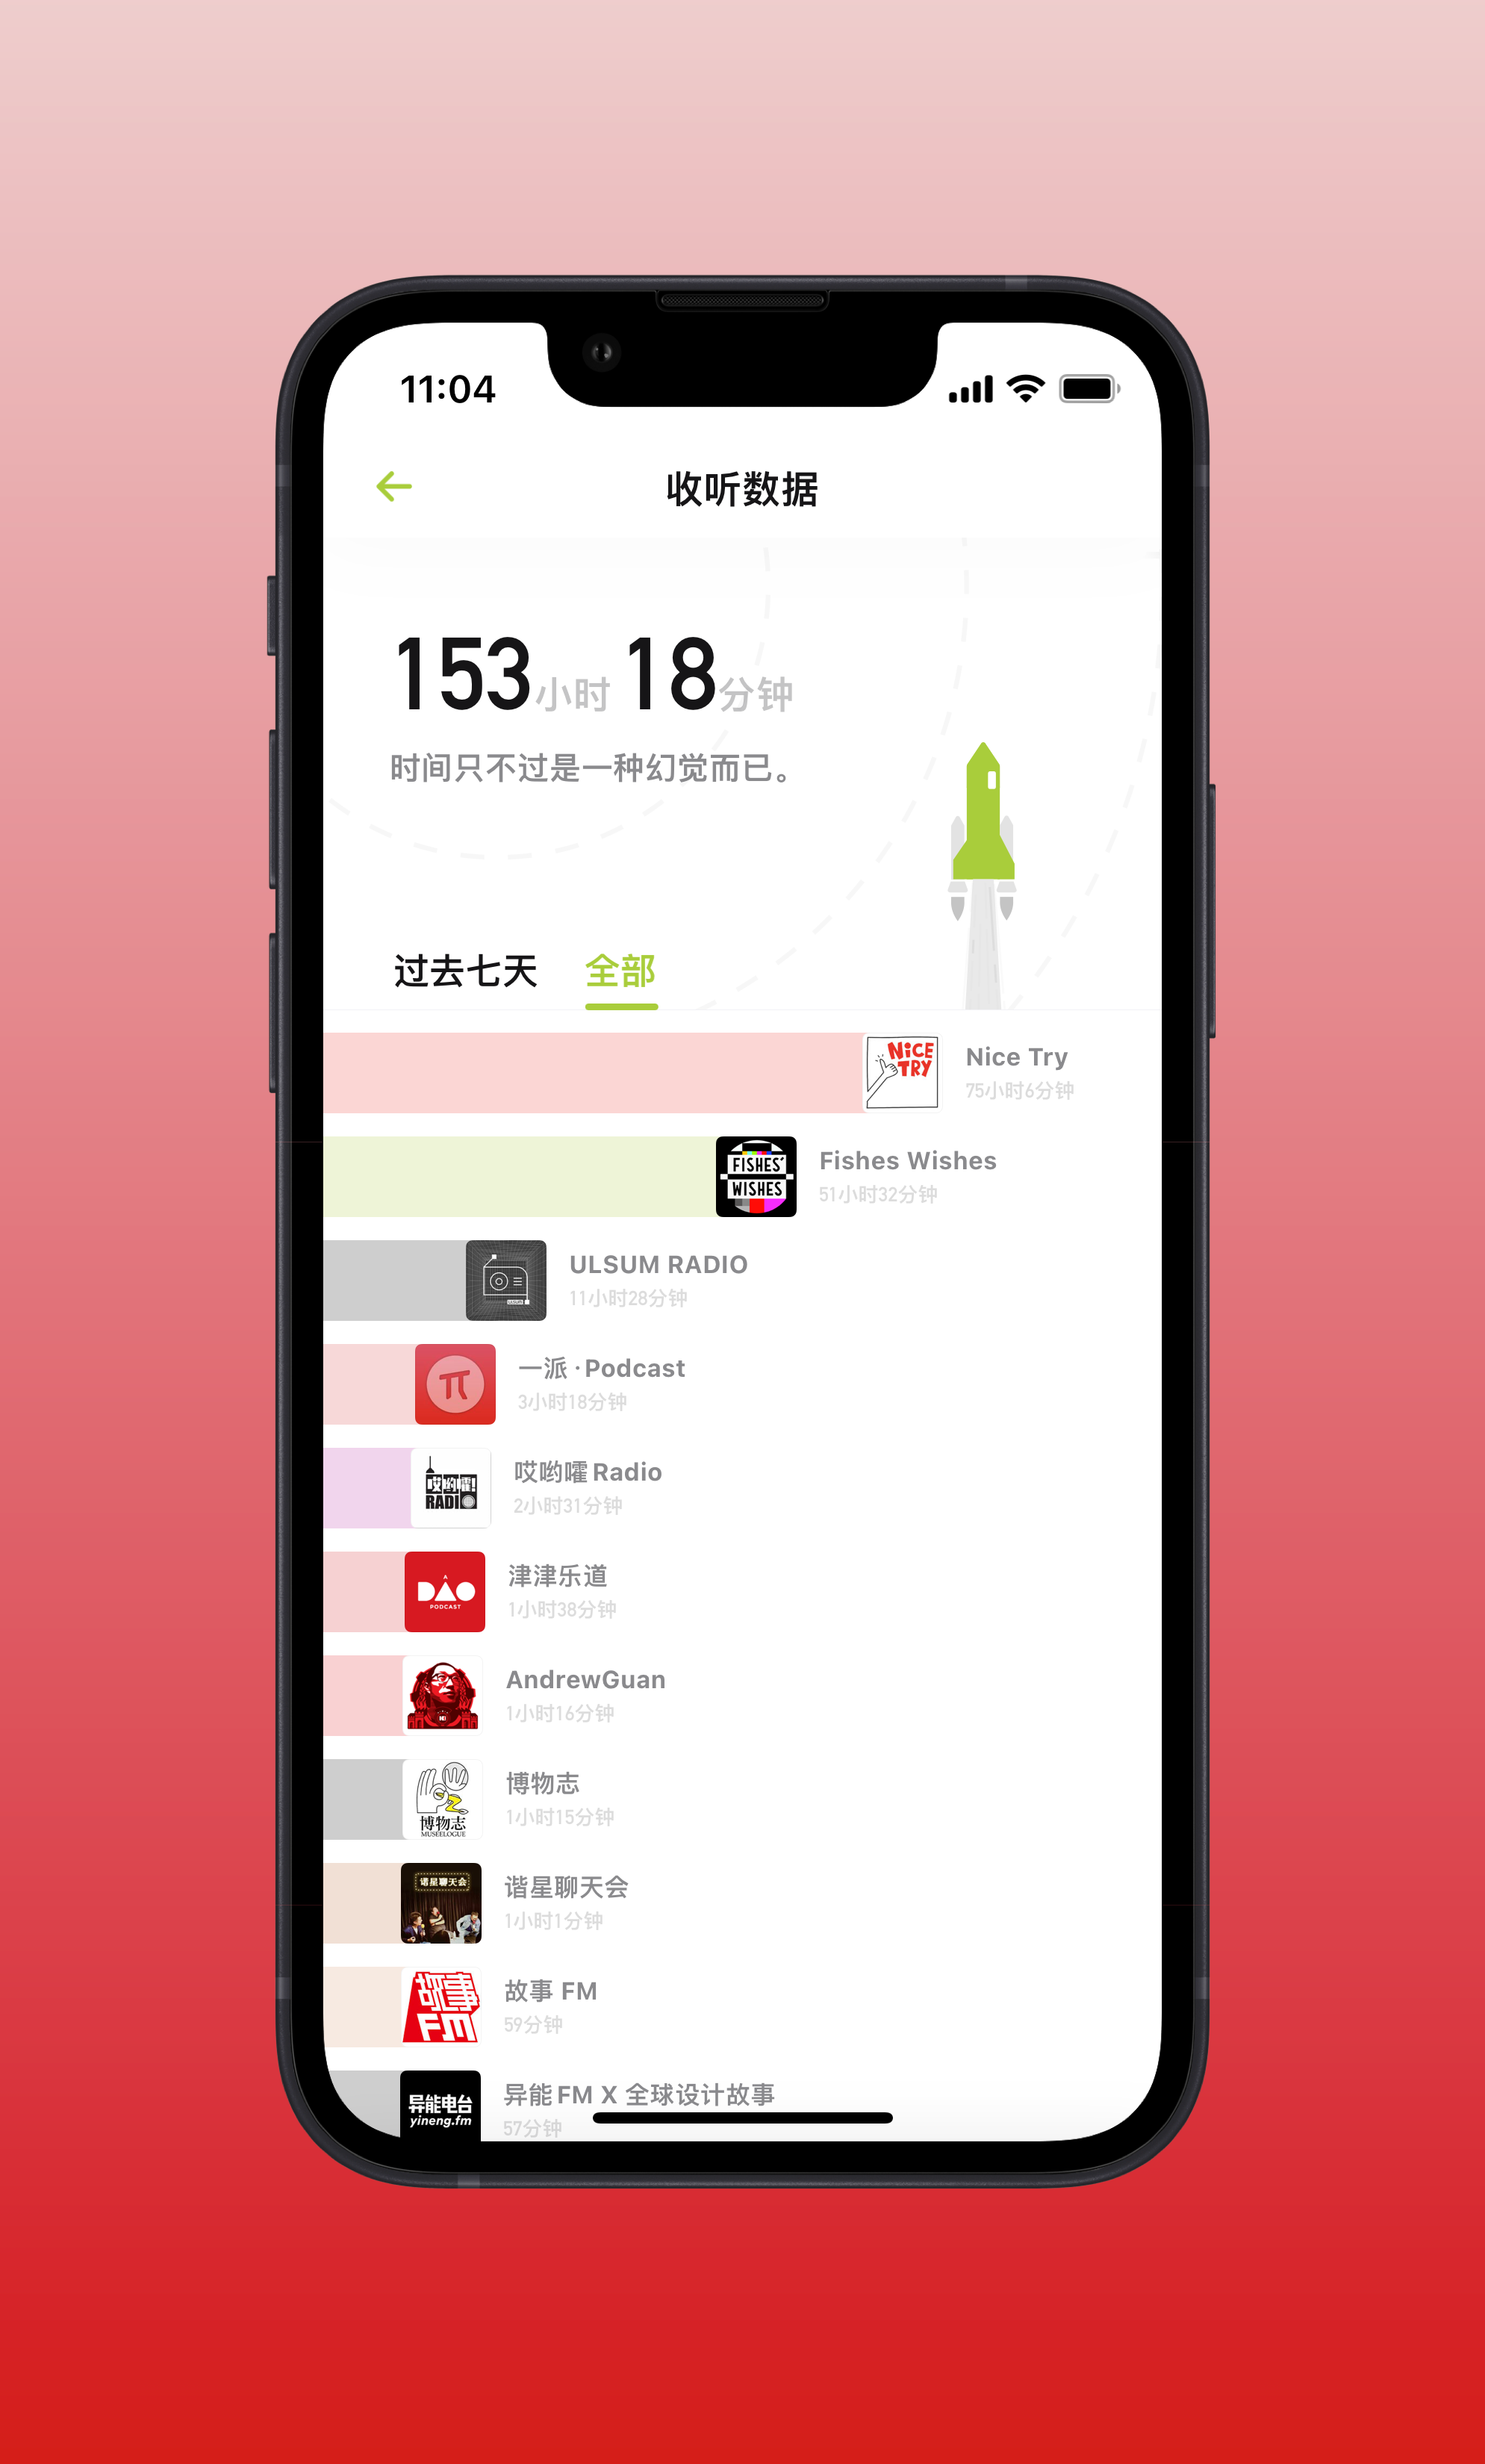 11:04
收听数据
153小时 18分钟
时间只不过是一种幻觉而已。
过去七天 全部
NiCE
TRY
Nice Try
75小时6分钟
FISHES'
WISHES
Fishes Wishes
51小时32分钟
ULSUM
ULSUM RADIO
11小时28分钟
一派 · Podcast
3小时18分钟
哎哟嚯!
RADIO
哎哟嚯 Radio
2小时31分钟
A
DAO
PODCAST
津津乐道
1小时38分钟
AndrewGuan
1小时16分钟
博物志
MUSEELOGUE
博物志
1小时15分钟
谐星聊天会
谐星聊天会
1小时1分钟
故事
FM
故事 FM
59分钟
异能电台
yineng.fm
异能 FM X 全球设计故事
57分钟